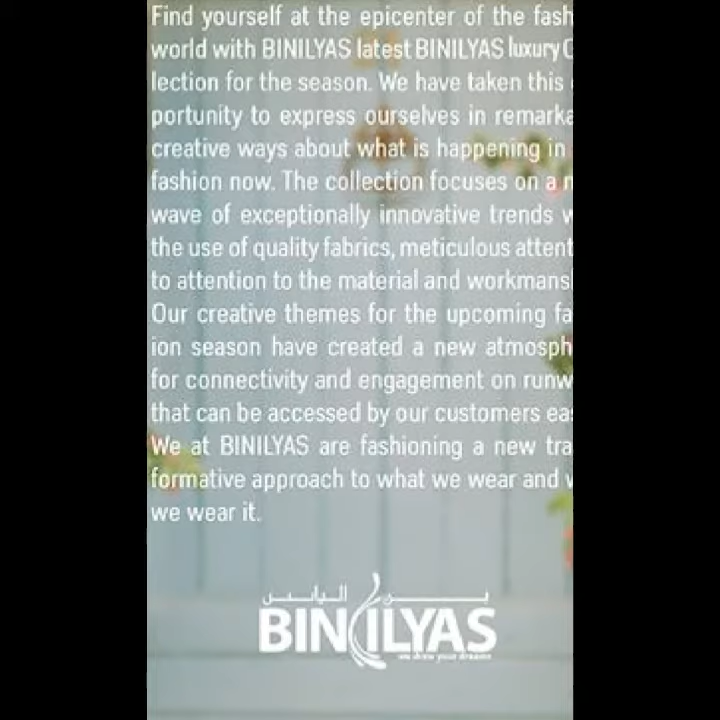 Find yourself at the epicenter of the fash
world with BINILYAS latest BINILYAS luxury C
lection for the season. We have taken this
portunity to express ourselves in remarka
creative ways about what is happening in
fashion now. The collection focuses on a n
wave of exceptionally innovative trends w
the use of quality fabrics, meticulous attent
to attention to the material and workmans
Our creative themes for the upcoming fa
ion season have created a new atmosph
for connectivity and engagement on runw
that can be accessed by our customers eas
We at BINILYAS are fashioning a new tra
formative approach to what we wear and w
we wear it.
بن الياس
BINILYAS
we draw your dreams